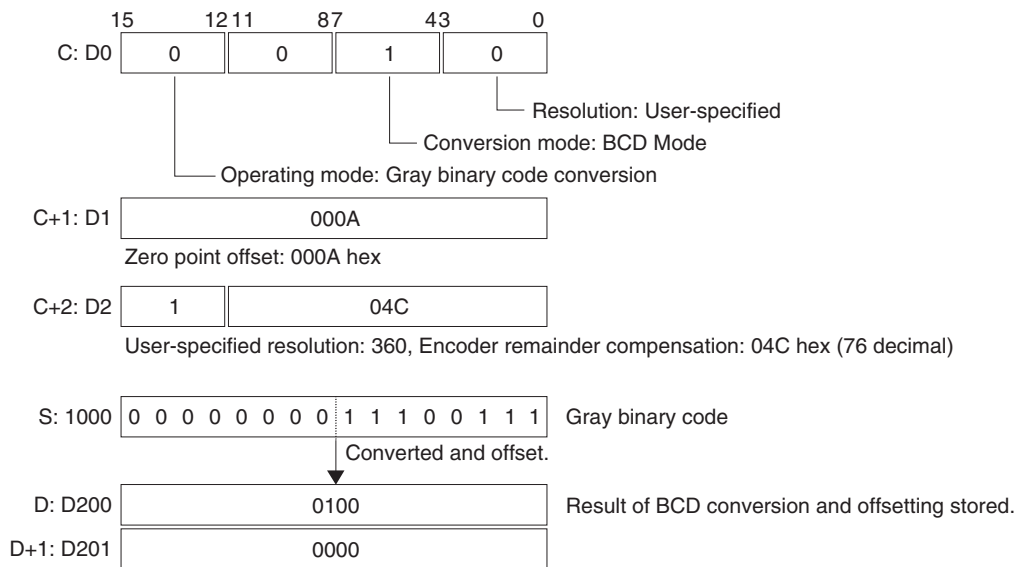 15 12 11 8 7 4 3 0
C: D0 0 0 1 0
Resolution: User-specified
Conversion mode: BCD Mode
Operating mode: Gray binary code conversion
C+1: D1 000A
Zero point offset: 000A hex
C+2: D2 1 04C
User-specified resolution: 360, Encoder remainder compensation: 04C hex (76 decimal)
S: 1000 0 0 0 0 0 0 0 0 1 1 1 0 0 1 1 1 Gray binary code
Converted and offset.
D: D200 0100 Result of BCD conversion and offsetting stored.
D+1: D201 0000